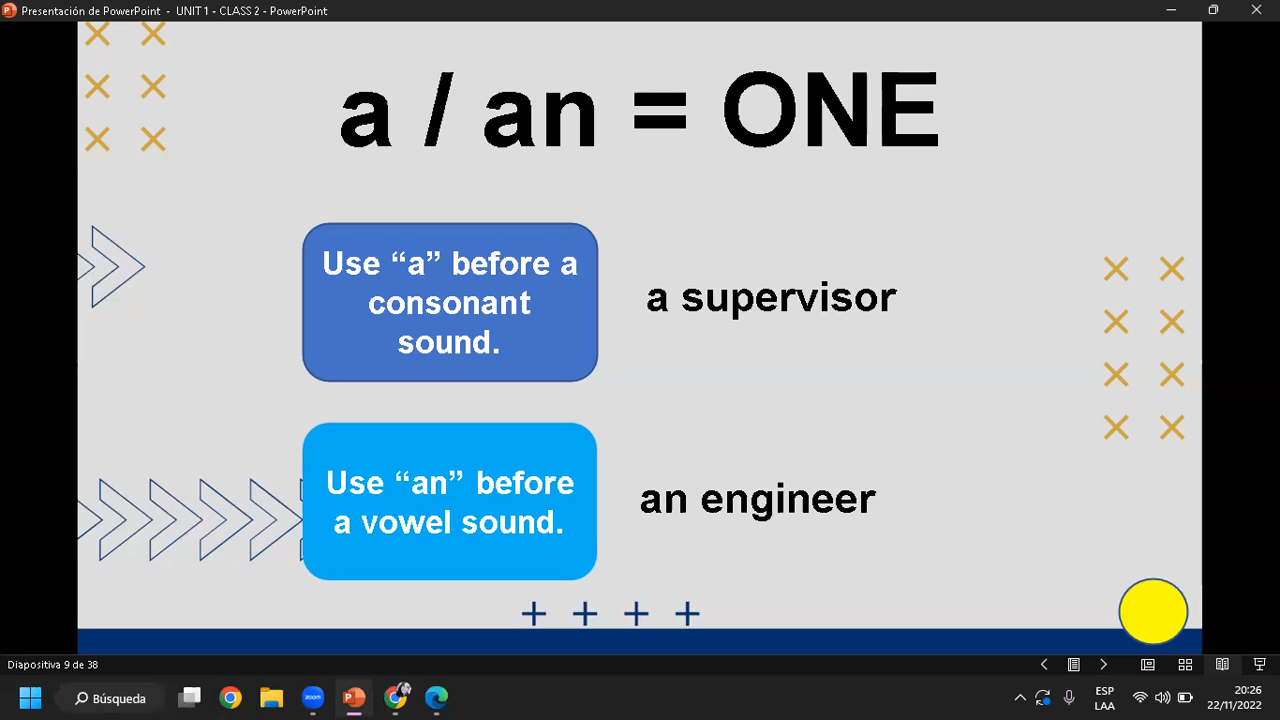 Presentación de PowerPoint - UNIT 1 - CLASS 2 - PowerPoint
a / an = ONE
Use “a” before a
consonant
sound.
a supervisor
Use “an” before
a vowel sound.
an engineer
Diapositiva 9 de 38
Búsqueda
zoom
ESP
LAA
20:26
22/11/2022